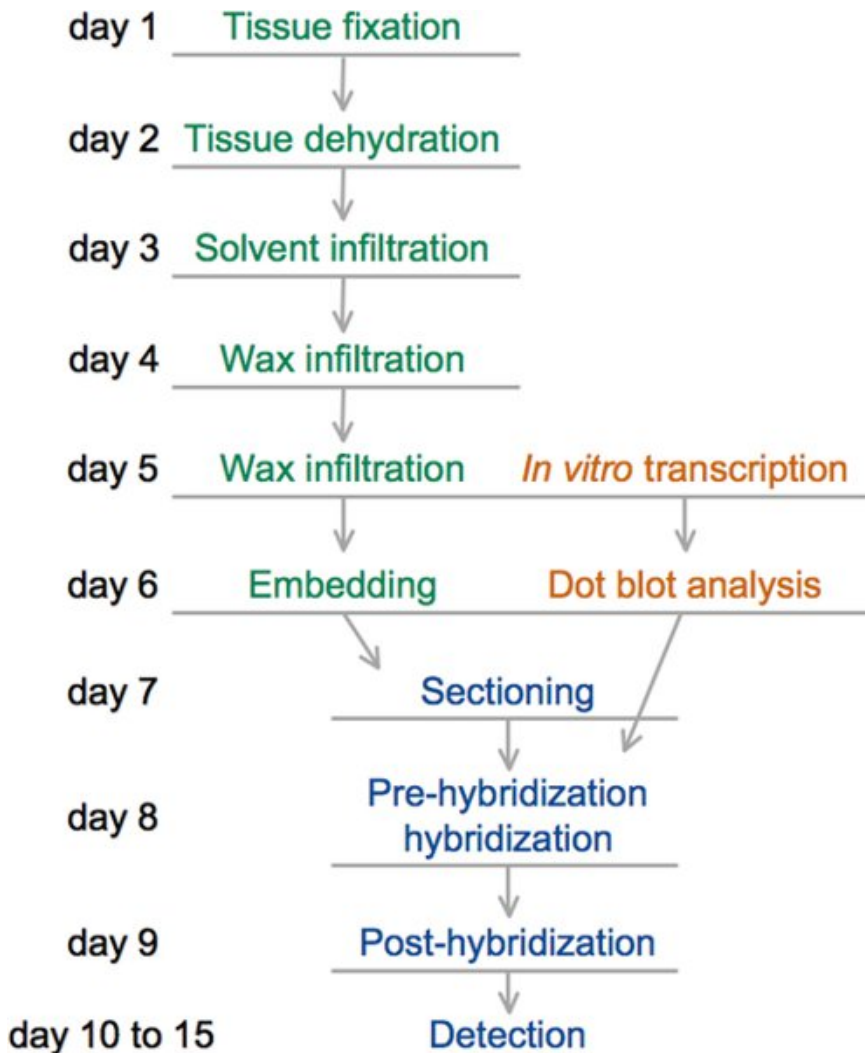 day 1 Tissue fixation
day 2 Tissue dehydration
day 3 Solvent infiltration
day 4 Wax infiltration
day 5 Wax infiltration In vitro transcription
day 6 Embedding Dot blot analysis
day 7 Sectioning
day 8 Pre-hybridization
hybridization
day 9 Post-hybridization
day 10 to 15 Detection